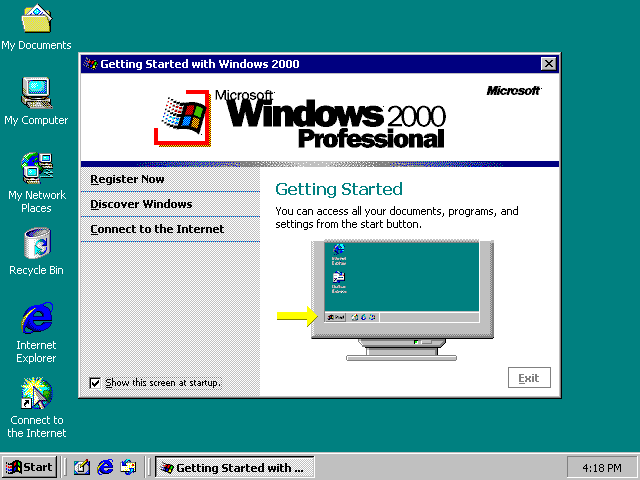 My Documents
My Computer
My Network
Places
Recycle Bin
Internet
Explorer
Connect to
the Internet
Getting Started with Windows 2000
Microsoft
Windows 2000
Professional
Microsoft
Register Now
Discover Windows
Connect to the Internet
Show this screen at startup.
Getting Started
You can access all your documents, programs, and
settings from the start button.
Internet
Explorer
Start
Exit
Start
Getting Started with ...
4:18 PM